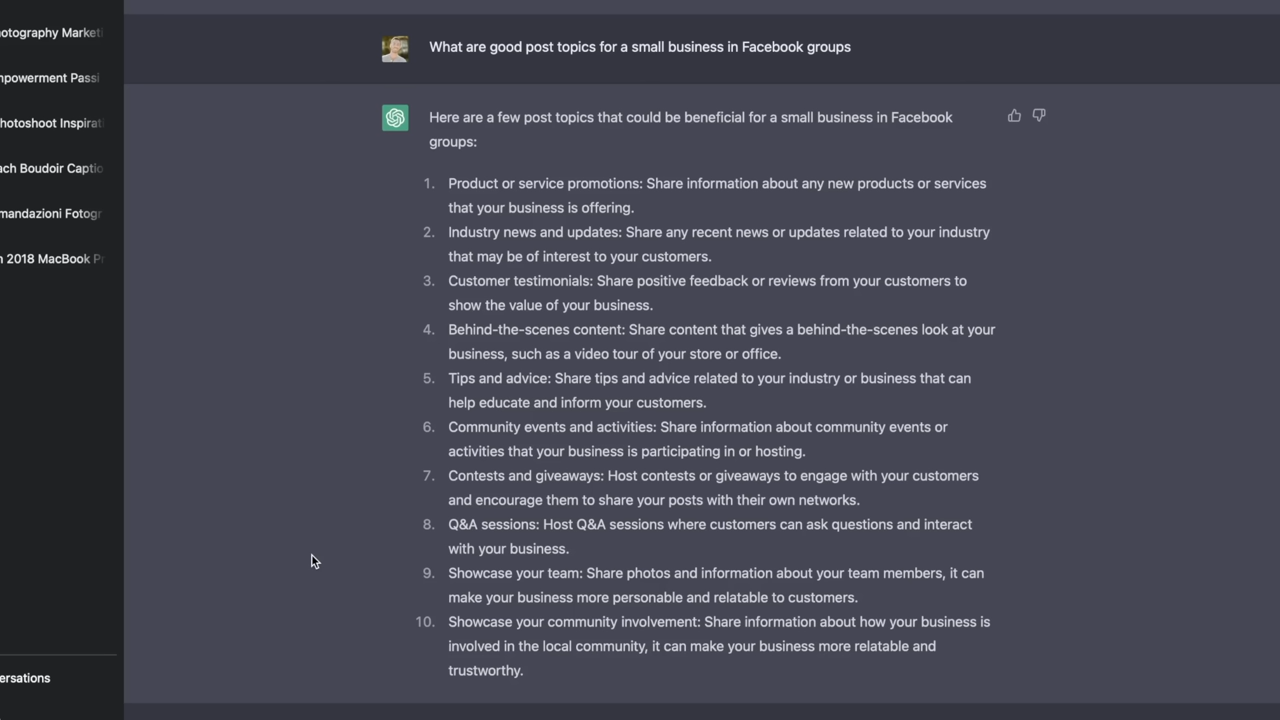 otography Market
What are good post topics for a small business in Facebook groups
mpowerment Passi
hotoshoot Inspirati
Here are a few post topics that could be beneficial for a small business in Facebook
groups:
ach Boudoir Captio
mandazioni Fotogr
n 2018 MacBook Pr
1. Product or service promotions: Share information about any new products or services
that your business is offering.
2. Industry news and updates: Share any recent news or updates related to your industry
that may be of interest to your customers.
3. Customer testimonials: Share positive feedback or reviews from your customers to
show the value of your business.
4. Behind-the-scenes content: Share content that gives a behind-the-scenes look at your
business, such as a video tour of your store or office.
5. Tips and advice: Share tips and advice related to your industry or business that can
help educate and inform your customers.
6. Community events and activities: Share information about community events or
activities that your business is participating in or hosting.
7. Contests and giveaways: Host contests or giveaways to engage with your customers
and encourage them to share your posts with their own networks.
8. Q&A sessions: Host Q&A sessions where customers can ask questions and interact
with your business.
9. Showcase your team: Share photos and information about your team members, it can
make your business more personable and relatable to customers.
10. Showcase your community involvement: Share information about how your business is
involved in the local community, it can make your business more relatable and
trustworthy.
ersations